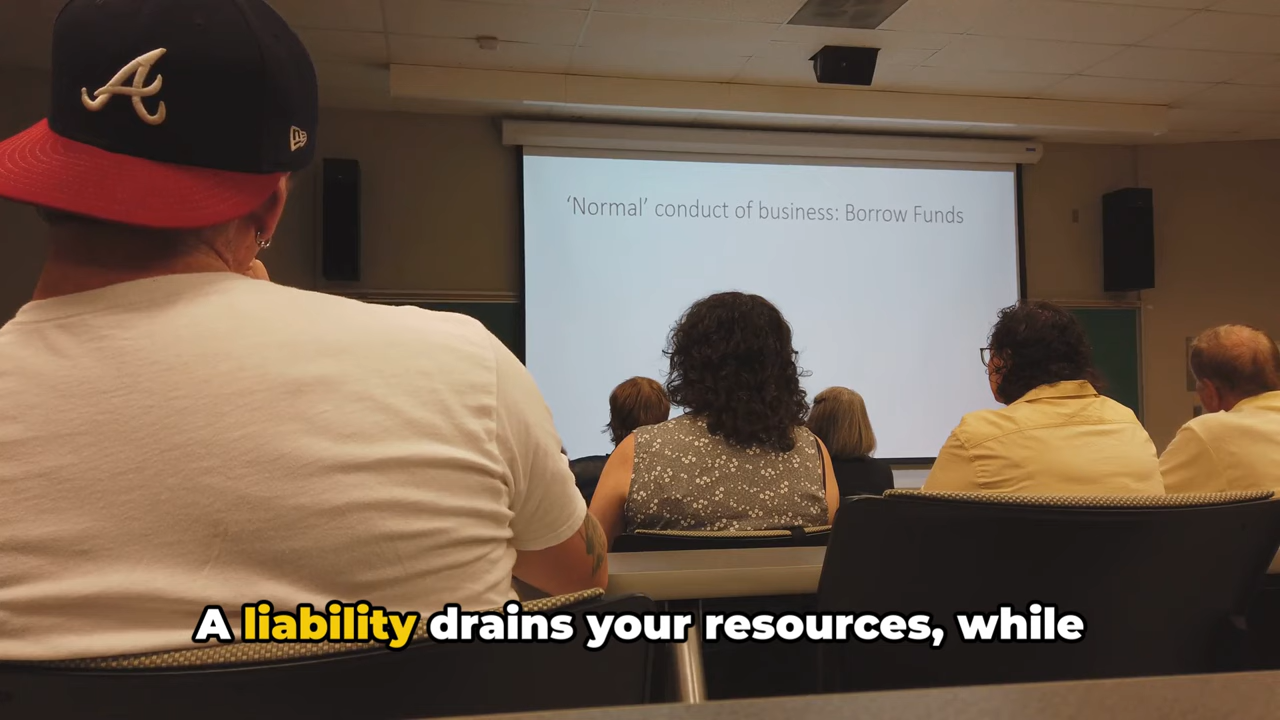 A
‘Normal’ conduct of business: Borrow Funds
A liability drains your resources, while